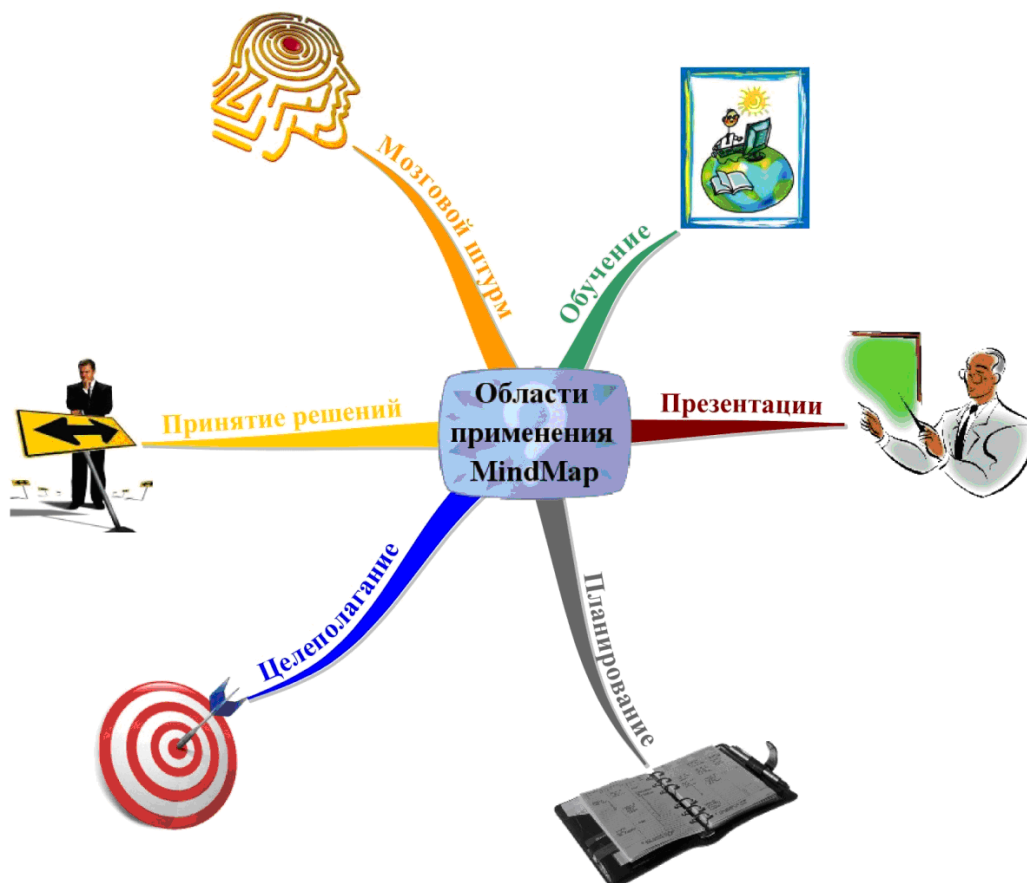 Мозговой штурм
Обучение
Области
применения
MindMap
Презентации
Принятие решений
Целеполагание
Планирование